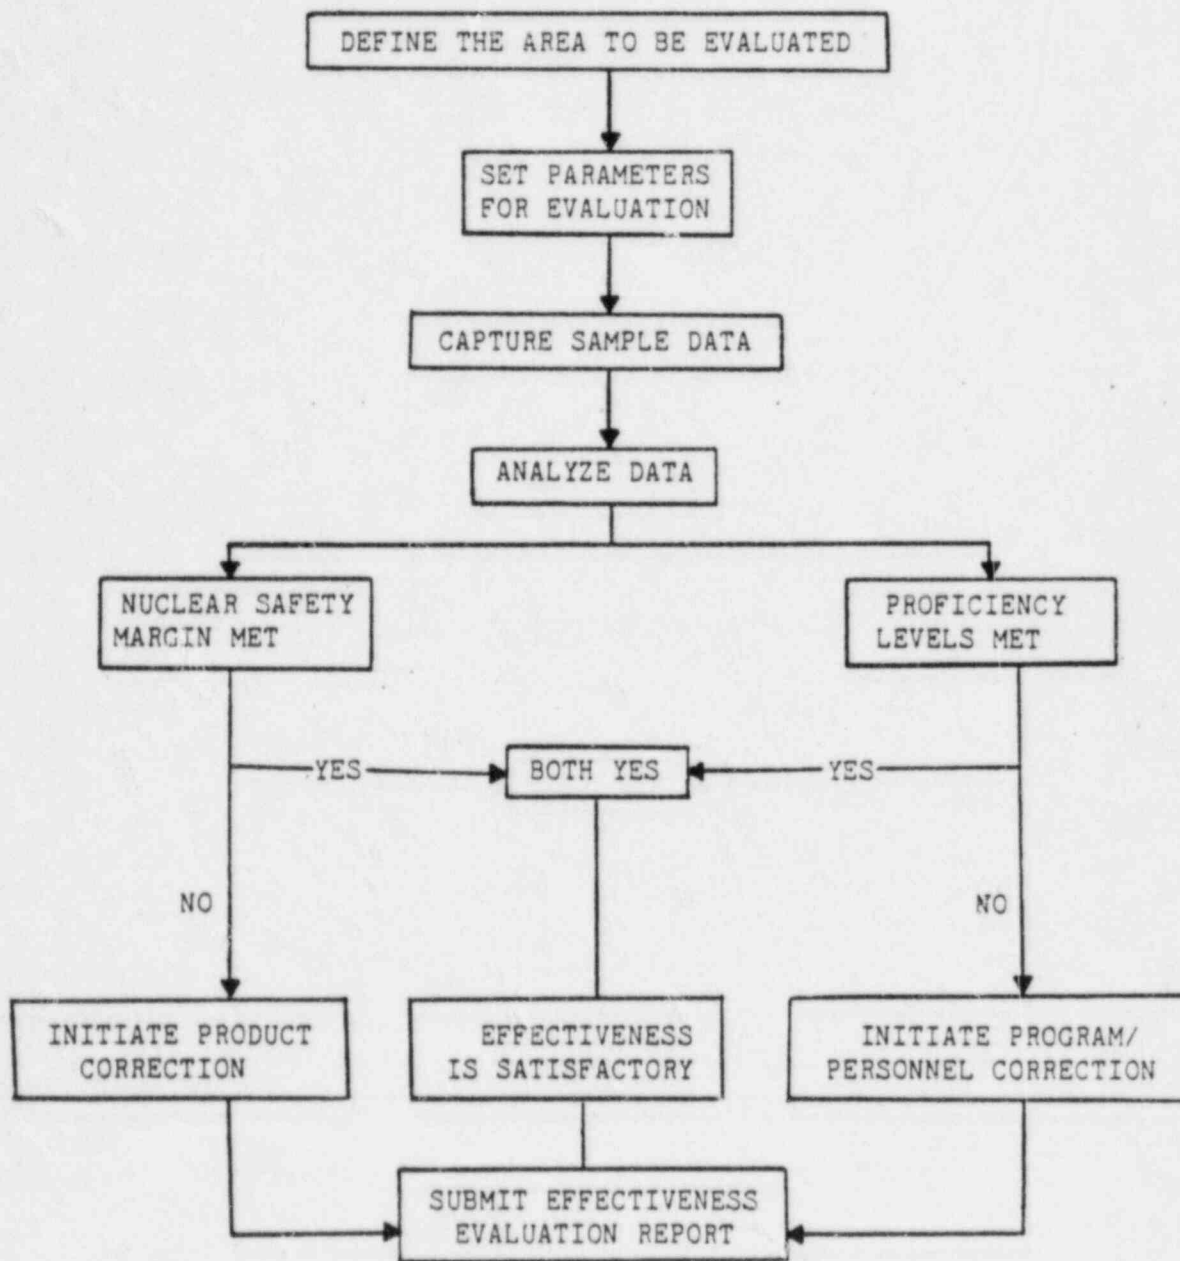 DEFINE THE AREA TO BE EVALUATED
SET PARAMETERS
FOR EVALUATION
CAPTURE SAMPLE DATA
ANALYZE DATA
NUCLEAR SAFETY
MARGIN MET
PROFICIENCY
LEVELS MET
YES
BOTH YES
YES
NO
NO
INITIATE PRODUCT
CORRECTION
EFFECTIVENESS
IS SATISFACTORY
INITIATE PROGRAM/
PERSONNEL CORRECTION
SUBMIT EFFECTIVENESS
EVALUATION REPORT